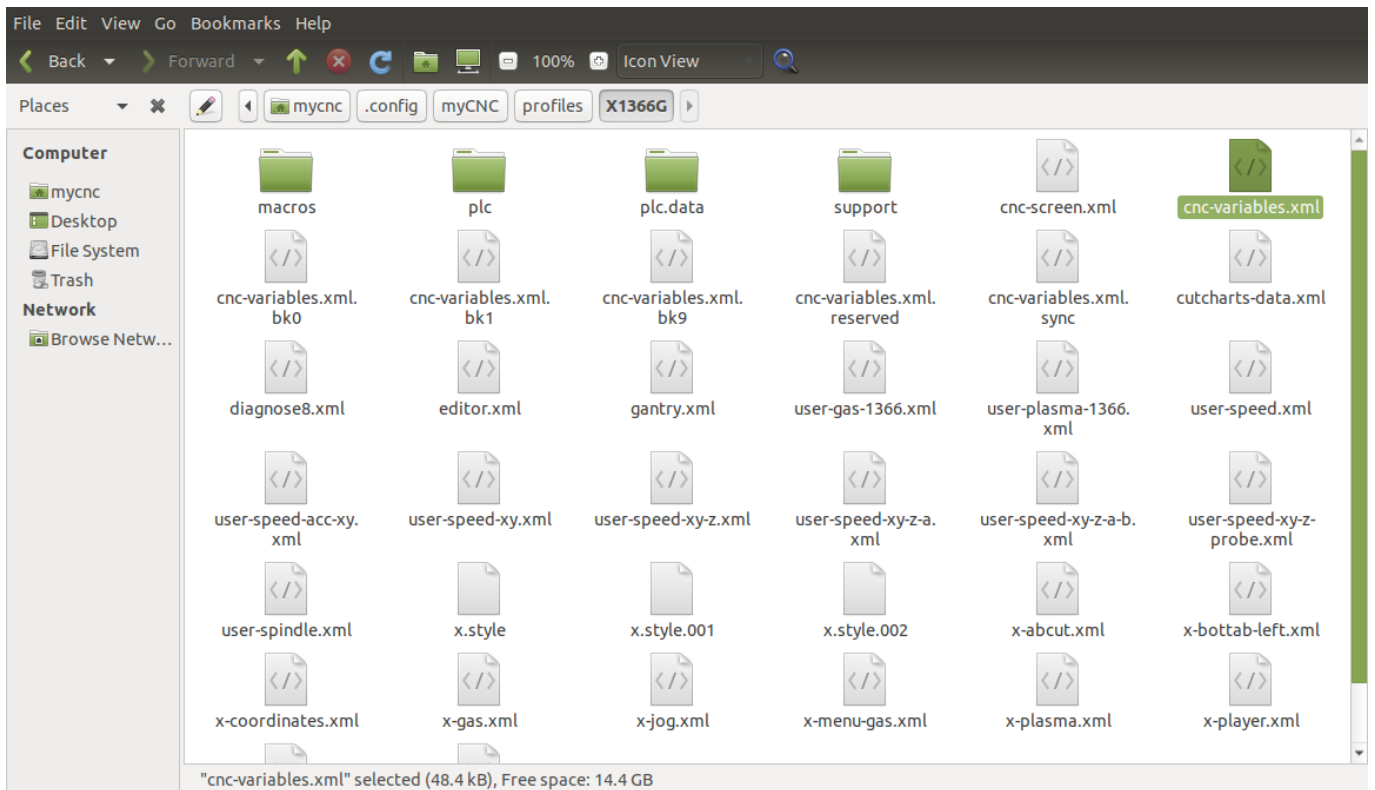 File Edit View Go Bookmarks Help
Back Forward 100% Icon View
Places mycnc .config myCNC profiles X1366G
Computer
mycnc
Desktop
File System
Trash
Network
Browse Netw...
macros plc plc.data support cnc-screen.xml cnc-variables.xml
cnc-variables.xml.
bk0
cnc-variables.xml.
bk1
cnc-variables.xml.
bk9
cnc-variables.xml.
reserved
cnc-variables.xml.
sync
cutcharts-data.xml
diagnose8.xml editor.xml gantry.xml user-gas-1366.xml
user-plasma-1366.
xml
user-speed.xml
user-speed-acc-xy.
xml
user-speed-xy.xml
user-speed-xy-z.xml
user-speed-xy-z-a.
xml
user-speed-xy-z-a-b.
xml
user-speed-xy-z-
probe.xml
user-spindle.xml x.style x.style.001 x.style.002 x-abcut.xml x-bottab-left.xml
x-coordinates.xml x-gas.xml x-jog.xml x-menu-gas.xml x-plasma.xml x-player.xml
"cnc-variables.xml" selected (48.4 kB), Free space: 14.4 GB